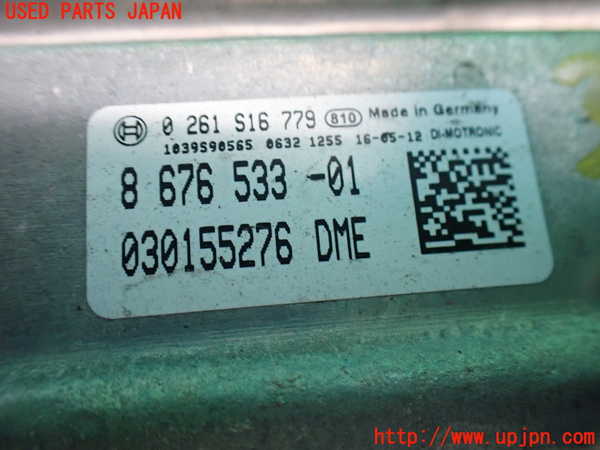 USED PARTS JAPAN
0 261 S16 779 810 Made in Germany
1039S90565 0632 1255 16-05-12 DI-MOTRONIC
8 676 533 -01
030155276 DME
UPJ
http://www.upjpn.com/